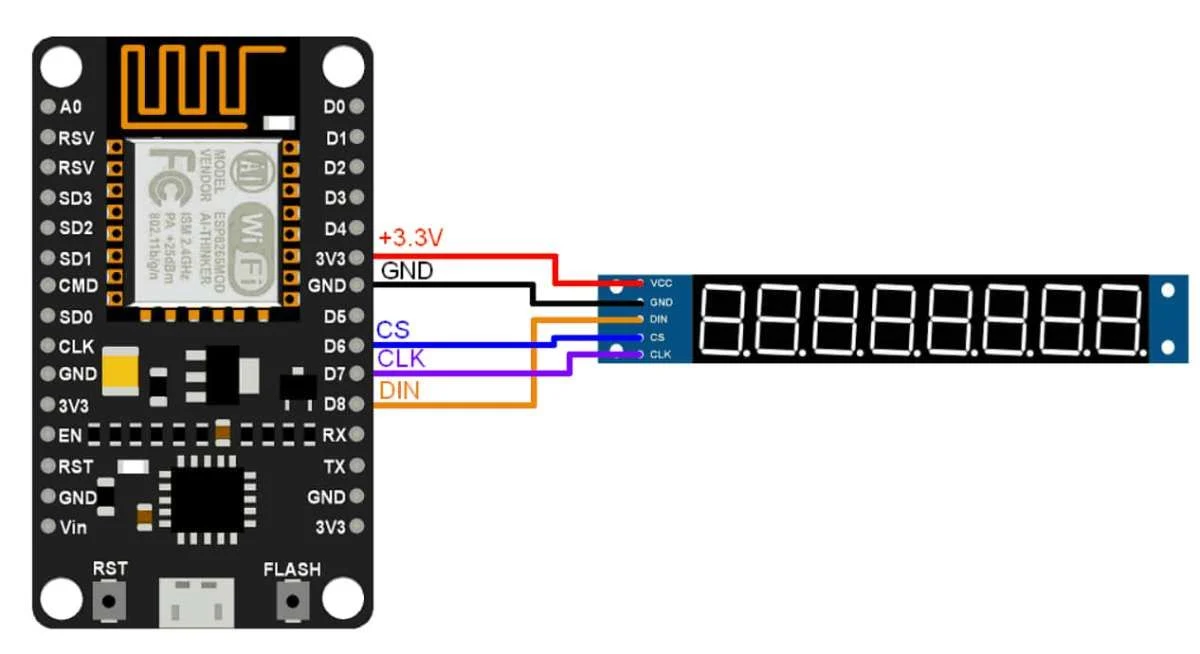 A0
RSV
RSV
SD3
SD2
SD1
CMD
SD0
CLK
GND
3V3
EN
RST
GND
Vin
Ai
WiFi
FC
MODEL
VENDOR
ESP8266MOD
AI-THINKER
ISM 2.4GHz
PA +25dBm
802.11b/g/n
D0
D1
D2
D3
D4
3V3
GND
D5
D6
D7
D8
RX
TX
GND
3V3
RST
FLASH
+3.3V
GND
CS
CLK
DIN
VCC
GND
DIN
CS
CLK